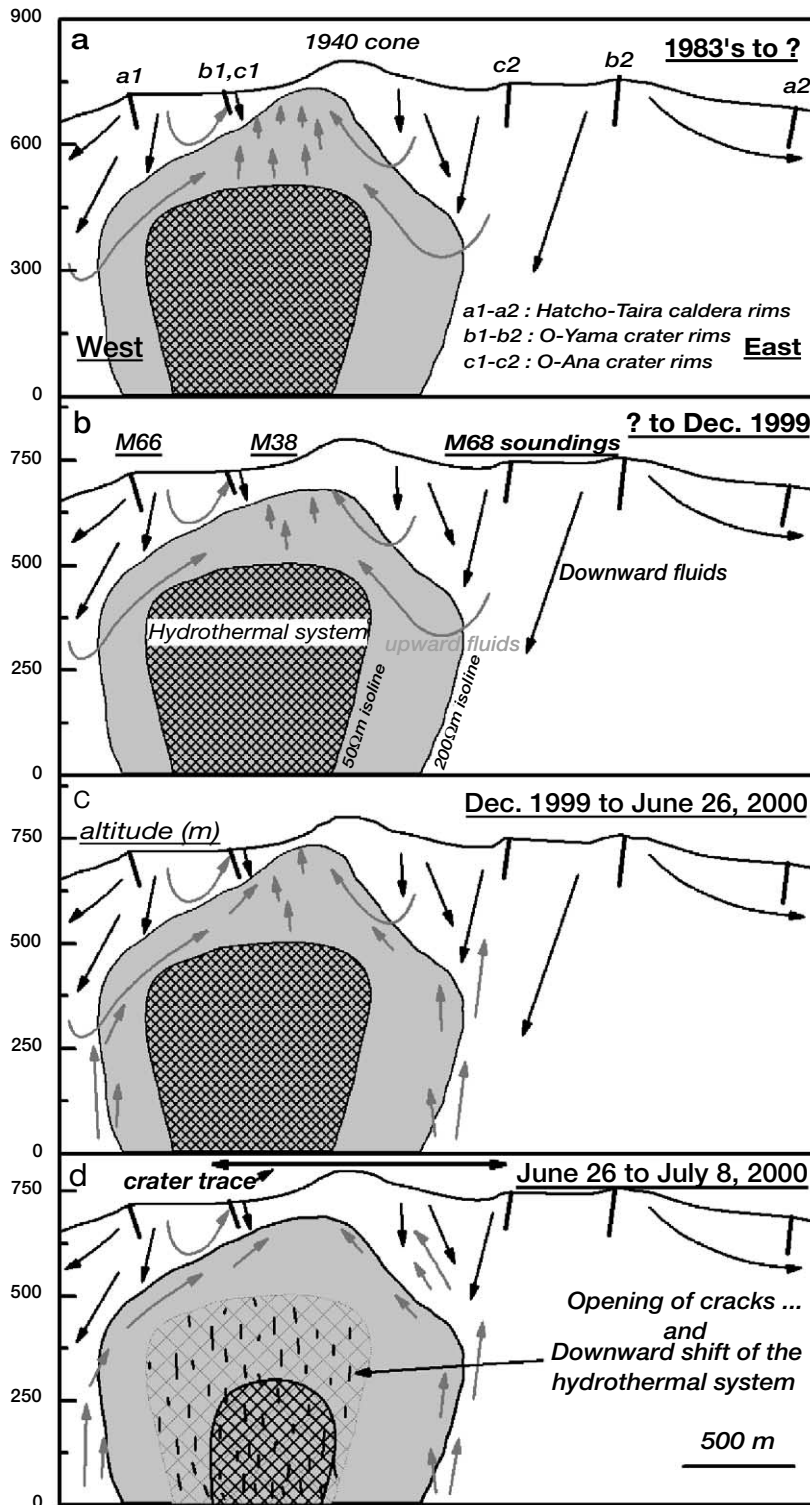 900
a
1940 cone
1983's to ?
a1
b1,c1
c2
b2
a2
600
300
a1-a2 : Hatcho-Taira caldera rims
b1-b2 : O-Yama crater rims
c1-c2 : O-Ana crater rims
West
East
0
b
? to Dec. 1999
750
M66
M38
M68 soundings
500
Downward fluids
Hydrothermal system
upward fluids
250
50Ωm isoline
200Ωm isoline
0
c
Dec. 1999 to June 26, 2000
750
altitude (m)
500
250
0
d
crater trace
June 26 to July 8, 2000
750
500
Opening of cracks ...
and
Downward shift of the
hydrothermal system
250
500 m
0